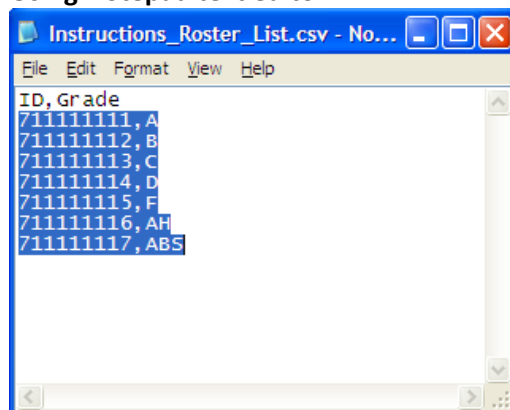 Instructions_Roster_List.csv - No...
File Edit Format View Help
ID,Grade
711111111,A
711111112,B
711111113,C
711111114,D
711111115,F
711111116,AH
711111117,ABS